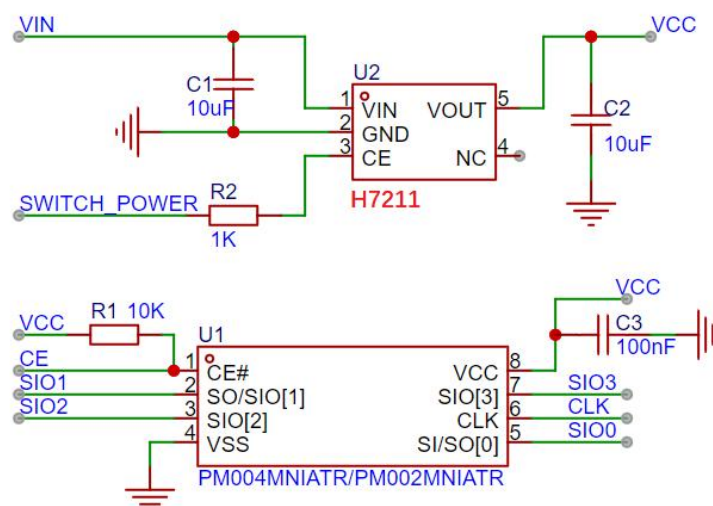 VIN
VCC
U2
C1
10uF
1 VIN VOUT 5
2 GND
3 CE NC 4
C2
10uF
H7211
SWITCH_POWER
R2
1K
VCC
R1 10K
U1
VCC
C3
100nF
CE
1 CE# VCC 8
SIO1
2 SO/SIO[1] SIO[3] 7 SIO3
SIO2
3 SIO[2] CLK 6 CLK
4 VSS SI/SO[0] 5 SIO0
PM004MNIATR/PM002MNIATR